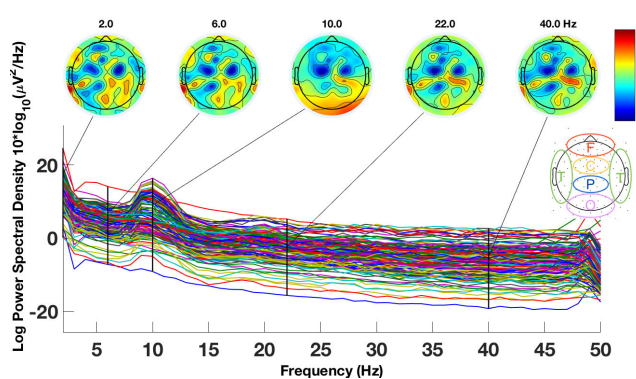 2.0 6.0 10.0 22.0 40.0 Hz
Log Power Spectral Density 10*log10(μV²/Hz)
20
0
-20
F
C
T P T
O
5 10 15 20 25 30 35 40 45 50
Frequency (Hz)